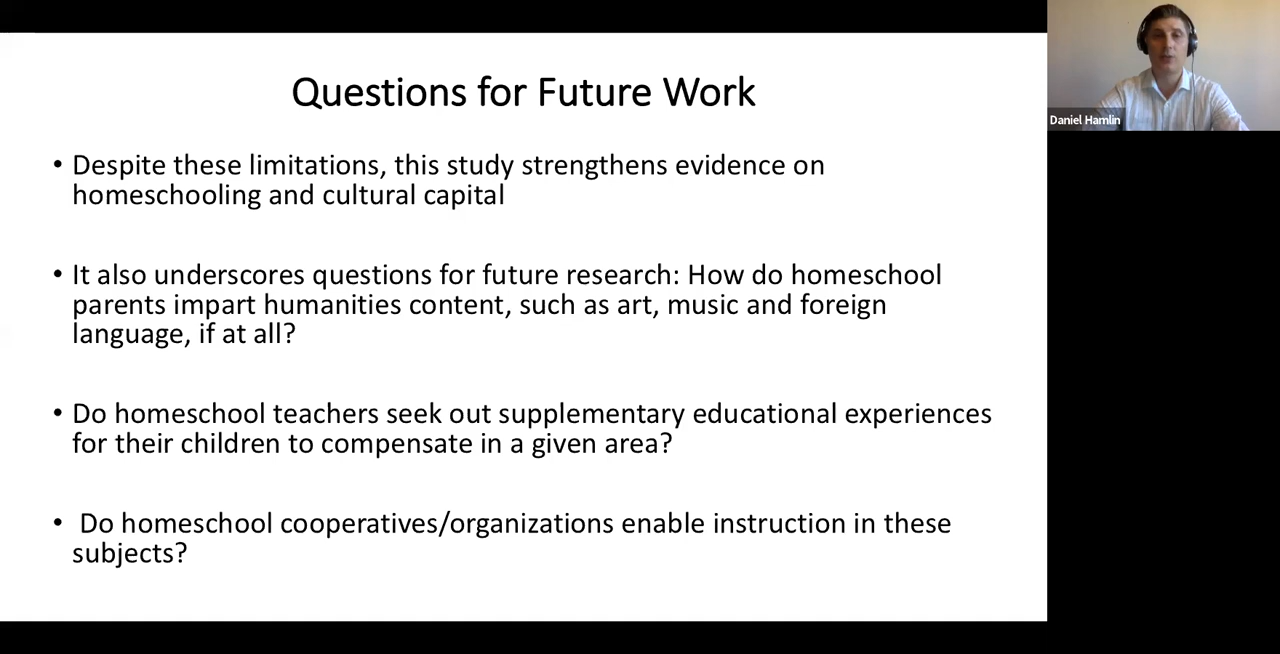 Questions for Future Work
• Despite these limitations, this study strengthens evidence on
homeschooling and cultural capital
• It also underscores questions for future research: How do homeschool
parents impart humanities content, such as art, music and foreign
language, if at all?
• Do homeschool teachers seek out supplementary educational experiences
for their children to compensate in a given area?
• Do homeschool cooperatives/organizations enable instruction in these
subjects?
Daniel Hamlin